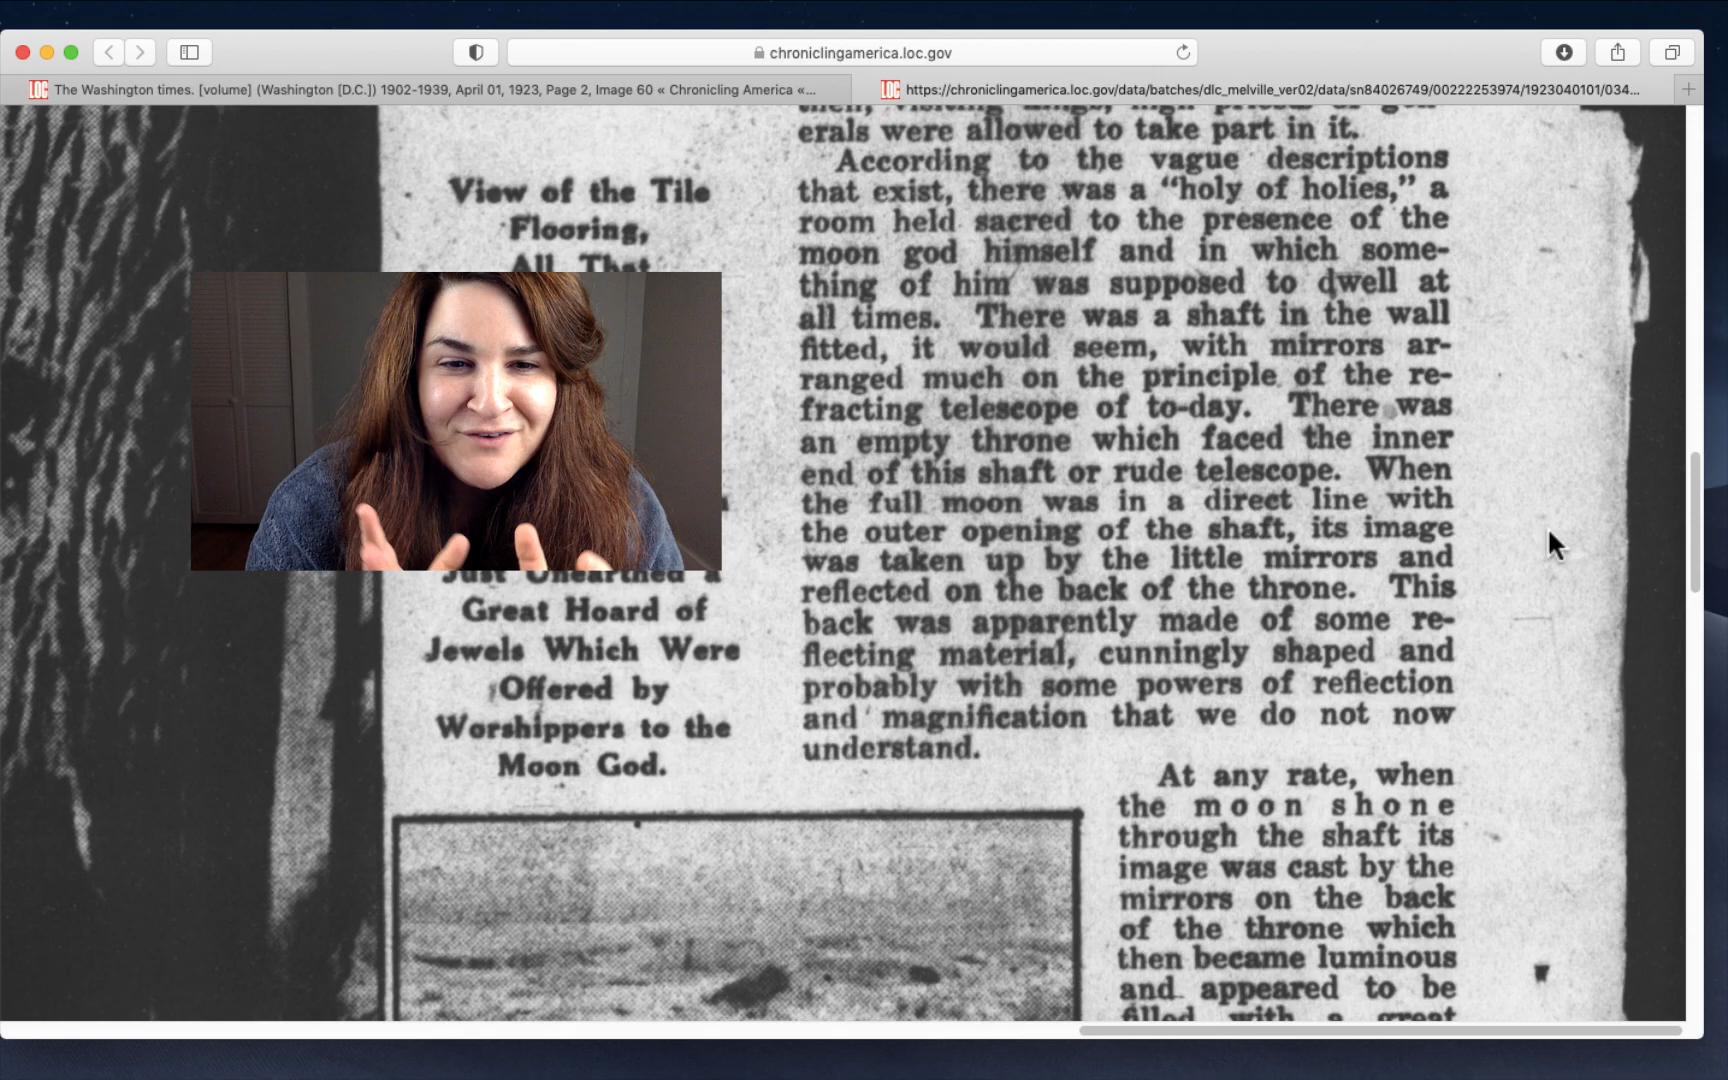 chroniclingamerica.loc.gov
LOC The Washington times. [volume] (Washington [D.C.]) 1902-1939, April 01, 1923, Page 2, Image 60 « Chronicling America «...
LOC https://chroniclingamerica.loc.gov/data/batches/dlc_melville_ver02/data/sn84026749/00222253974/1923040101/034...
View of the Tile
Flooring,
All That
Just Unearthed a
Great Hoard of
Jewels Which Were
Offered by
Worshippers to the
Moon God.
erals were allowed to take part in it.
According to the vague descriptions
that exist, there was a “holy of holies,” a
room held sacred to the presence of the
moon god himself and in which some-
thing of him was supposed to dwell at
all times. There was a shaft in the wall
fitted, it would seem, with mirrors ar-
ranged much on the principle of the re-
fracting telescope of to-day. There was
an empty throne which faced the inner
end of this shaft or rude telescope. When
the full moon was in a direct line with
the outer opening of the shaft, its image
was taken up by the little mirrors and
reflected on the back of the throne. This
back was apparently made of some re-
flecting material, cunningly shaped and
probably with some powers of reflection
and magnification that we do not now
understand.
At any rate, when
the moon shone
through the shaft its
image was cast by the
mirrors on the back
of the throne which
then became luminous
and appeared to be
filled with a great